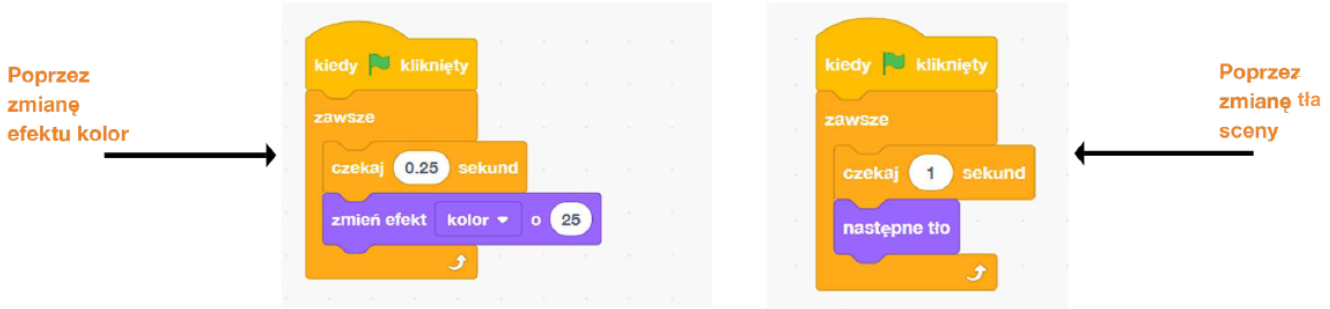 Poprzez
zmianę
efektu kolor
kiedy kliknięty
zawsze
czekaj 0.25 sekund
zmień efekt kolor o 25
kiedy kliknięty
zawsze
czekaj 1 sekund
następne tło
Poprzez
zmianę tła
sceny